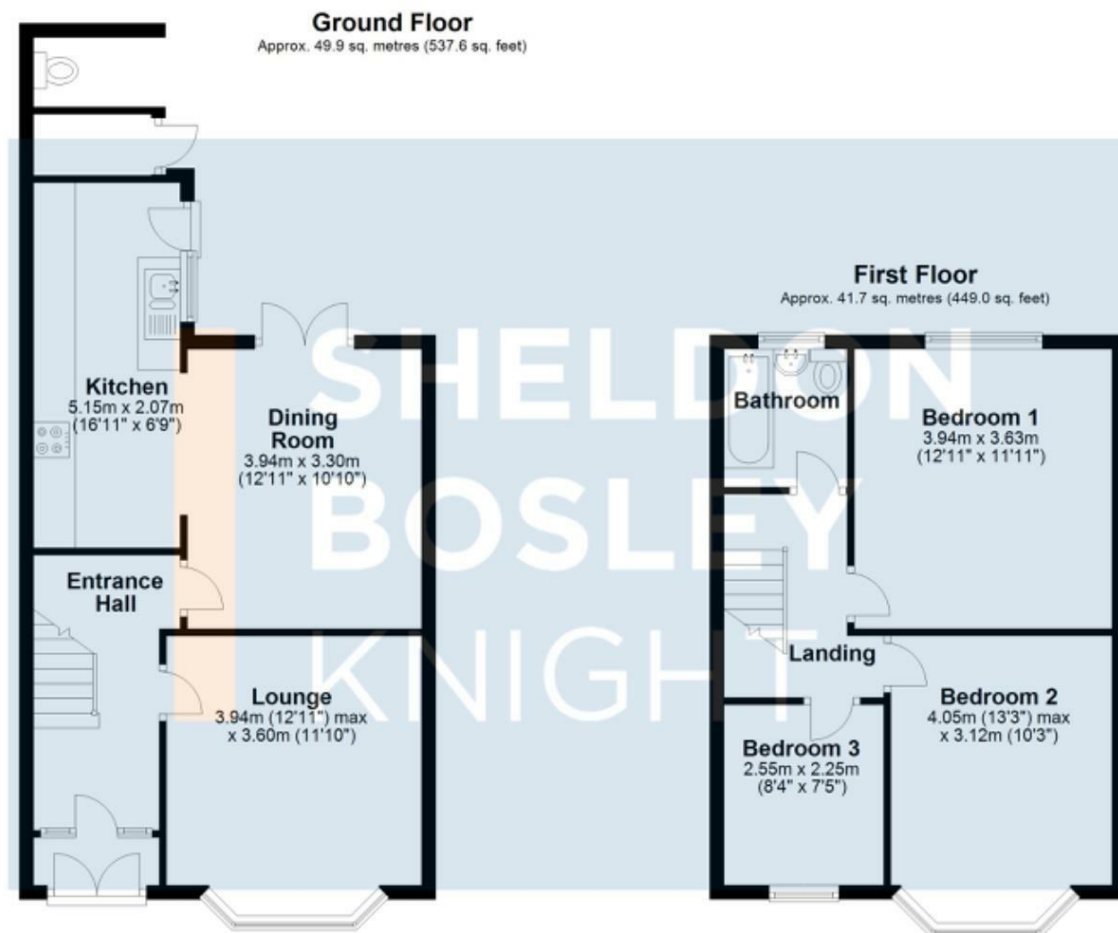 Ground Floor
Approx. 49.9 sq. metres (537.6 sq. feet)
Kitchen
5.15m x 2.07m
(16'11" x 6'9")
Dining
Room
3.94m x 3.30m
(12'11" x 10'10")
Entrance
Hall
Lounge
3.94m (12'11") max
x 3.60m (11'10")
First Floor
Approx. 41.7 sq. metres (449.0 sq. feet)
Bathroom
Bedroom 1
3.94m x 3.63m
(12'11" x 11'11")
Landing
Bedroom 2
4.05m (13'3") max
x 3.12m (10'3")
Bedroom 3
2.55m x 2.25m
(8'4" x 7'5")
SHELDON
BOSLEY
KNIGHT